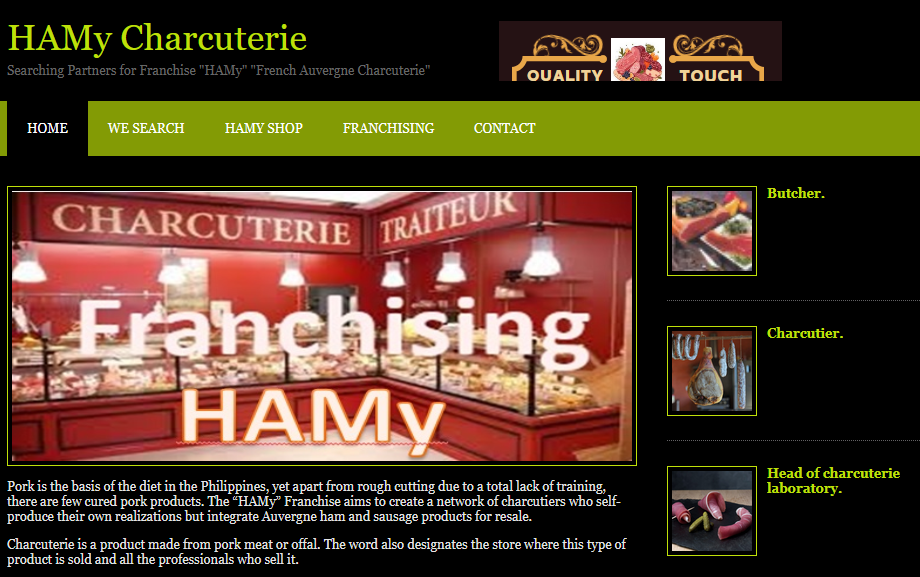 HAMy Charcuterie
Searching Partners for Franchise "HAMy" "French Auvergne Charcuterie"
QUALITY TOUCH
HOME WE SEARCH HAMY SHOP FRANCHISING CONTACT
CHARCUTERIE TRAITEUR
Franchising
HAMy
Butcher.
Charcutier.
Head of charcuterie
laboratory.
Pork is the basis of the diet in the Philippines, yet apart from rough cutting due to a total lack of training,
there are few cured pork products. The “HAMy” Franchise aims to create a network of charcutiers who self-
produce their own realizations but integrate Auvergne ham and sausage products for resale.
Charcuterie is a product made from pork meat or offal. The word also designates the store where this type of
product is sold and all the professionals who sell it.